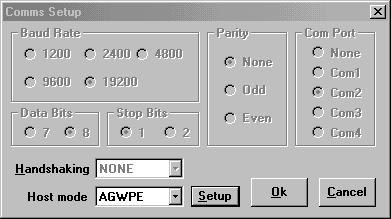 Comms Setup
Baud Rate
1200 2400 4800
9600 19200
Parity
None
Odd
Even
Com Port
None
Com1
Com2
Com3
Com4
Data Bits
7 8
Stop Bits
1 2
Handshaking NONE
Host mode AGWPE Setup Ok Cancel